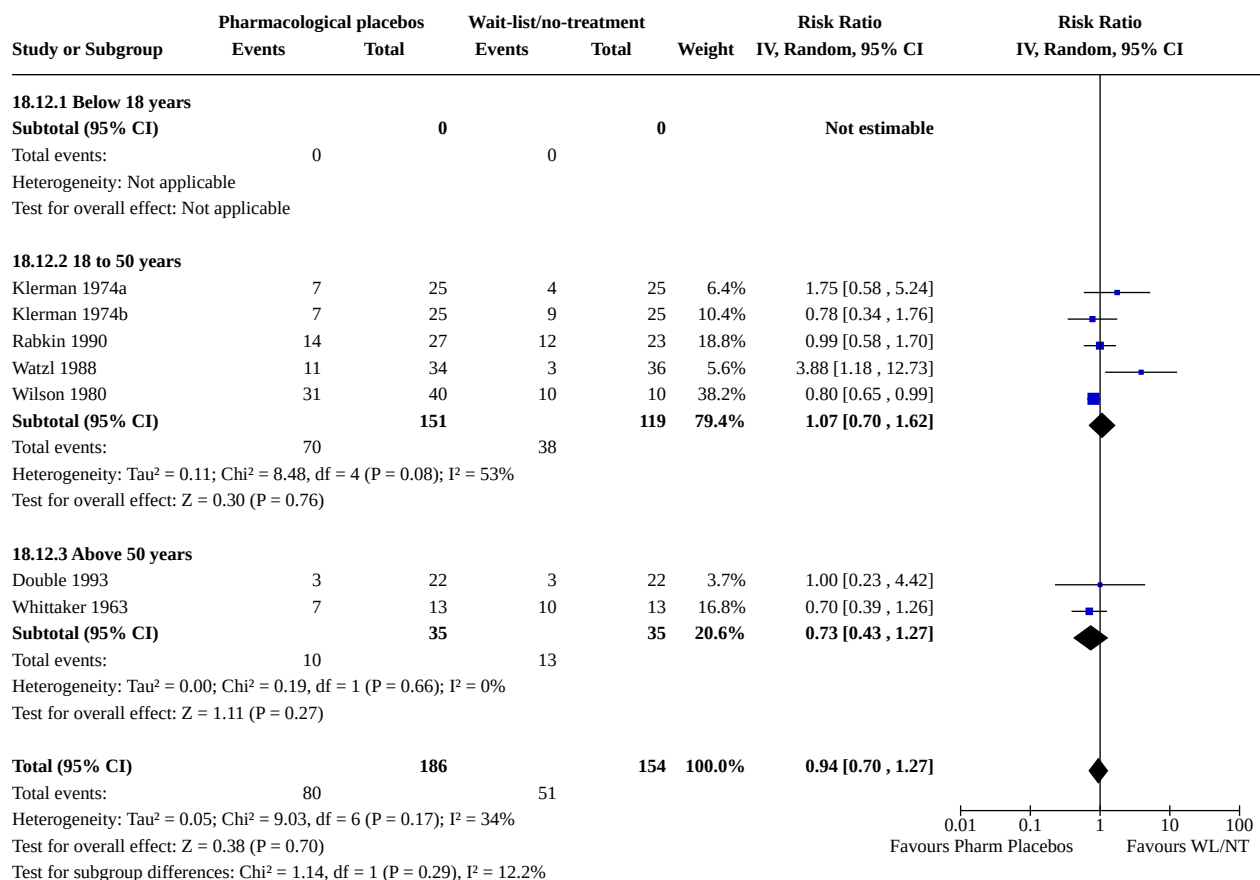 Pharmacological placebos Wait-list/no-treatment Risk Ratio Risk Ratio
Study or Subgroup Events Total Events Total Weight IV, Random, 95% CI IV, Random, 95% CI
18.12.1 Below 18 years
Subtotal (95% CI) 0 0 Not estimable
Total events: 0 0
Heterogeneity: Not applicable
Test for overall effect: Not applicable
18.12.2 18 to 50 years
Klerman 1974a 7 25 4 25 6.4% 1.75 [0.58 , 5.24]
Klerman 1974b 7 25 9 25 10.4% 0.78 [0.34 , 1.76]
Rabkin 1990 14 27 12 23 18.8% 0.99 [0.58 , 1.70]
Watzl 1988 11 34 3 36 5.6% 3.88 [1.18 , 12.73]
Wilson 1980 31 40 10 10 38.2% 0.80 [0.65 , 0.99]
Subtotal (95% CI) 151 119 79.4% 1.07 [0.70 , 1.62]
Total events: 70 38
Heterogeneity: Tau² = 0.11; Chi² = 8.48, df = 4 (P = 0.08); I² = 53%
Test for overall effect: Z = 0.30 (P = 0.76)
18.12.3 Above 50 years
Double 1993 3 22 3 22 3.7% 1.00 [0.23 , 4.42]
Whittaker 1963 7 13 10 13 16.8% 0.70 [0.39 , 1.26]
Subtotal (95% CI) 35 35 20.6% 0.73 [0.43 , 1.27]
Total events: 10 13
Heterogeneity: Tau² = 0.00; Chi² = 0.19, df = 1 (P = 0.66); I² = 0%
Test for overall effect: Z = 1.11 (P = 0.27)
Total (95% CI) 186 154 100.0% 0.94 [0.70 , 1.27]
Total events: 80 51
Heterogeneity: Tau² = 0.05; Chi² = 9.03, df = 6 (P = 0.17); I² = 34%
0.01 0.1 1 10 100
Test for overall effect: Z = 0.38 (P = 0.70) Favours Pharm Placebos Favours WL/NT
Test for subgroup differences: Chi² = 1.14, df = 1 (P = 0.29), I² = 12.2%